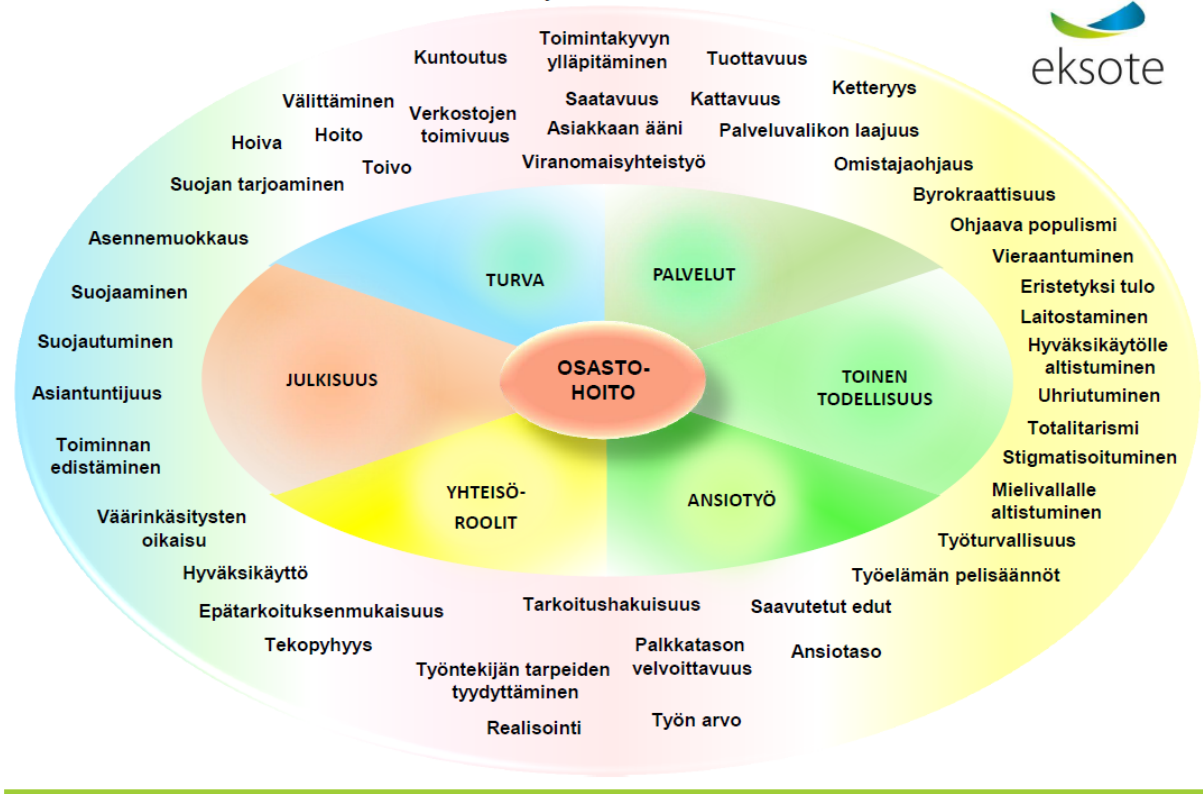 eksote
Kuntoutus
Toimintakyvyn
ylläpitäminen
Tuottavuus
Ketteryys
Välittäminen
Verkostojen
toimivuus
Saatavuus
Kattavuus
Hoiva
Hoito
Asiakkaan ääni
Palveluvalikon laajuus
Toivo
Viranomaisyhteistyö
Omistajaohjaus
Suojan tarjoaminen
Byrokraattisuus
Ohjaava populismi
Asennemuokkaus
Vieraantuminen
Suojaaminen
Eristetyksi tulo
Laitostaminen
Suojautuminen
Hyväksikäytölle
altistuminen
Asiantuntijuus
Uhriutuminen
Totalitarismi
Toiminnan
edistäminen
Stigmatisoituminen
Mielivallalle
altistuminen
Väärinkäsitysten
oikaisu
Työturvallisuus
Hyväksikäyttö
Työelämän pelisäännöt
Epätarkoituksenmukaisuus
Tarkoitushakuisuus
Saavutetut edut
Tekopyhyys
Palkkatason
velvoittavuus
Ansiotaso
Työntekijän tarpeiden
tyydyttäminen
Realisointi
Työn arvo
TURVA
PALVELUT
JULKISUUS
OSASTO-
HOITO
TOINEN
TODELLISUUS
YHTEISÖ-
ROOLIT
ANSIOTYÖ